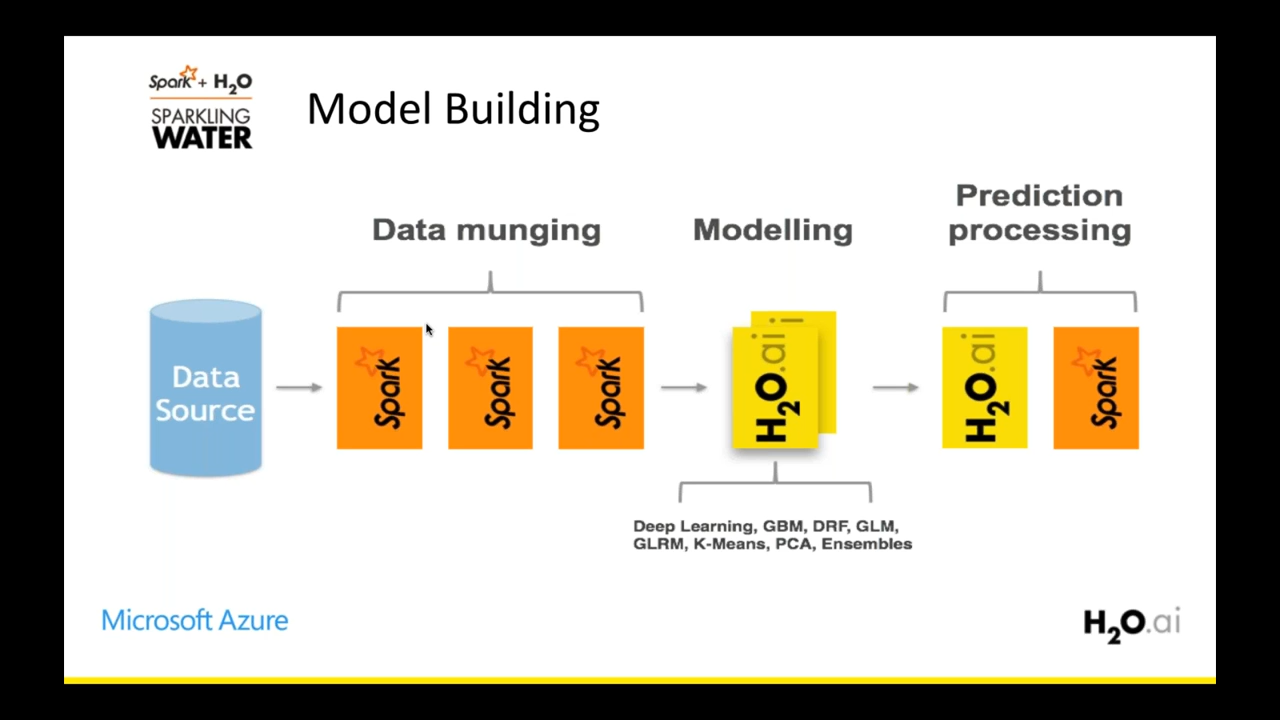 Spark + H2O
SPARKLING
WATER
Model Building
Data munging
Modelling
Prediction
processing
Data
Source
Spark
Spark
Spark
H2O.ai
i
H2O.ai
Spark
Deep Learning, GBM, DRF, GLM,
GLRM, K-Means, PCA, Ensembles
Microsoft Azure
H2O.ai